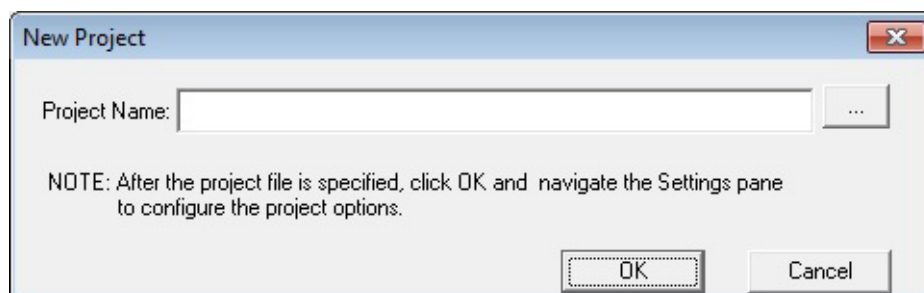 New Project
Project Name: ...
NOTE: After the project file is specified, click OK and navigate the Settings pane
to configure the project options.
OK Cancel